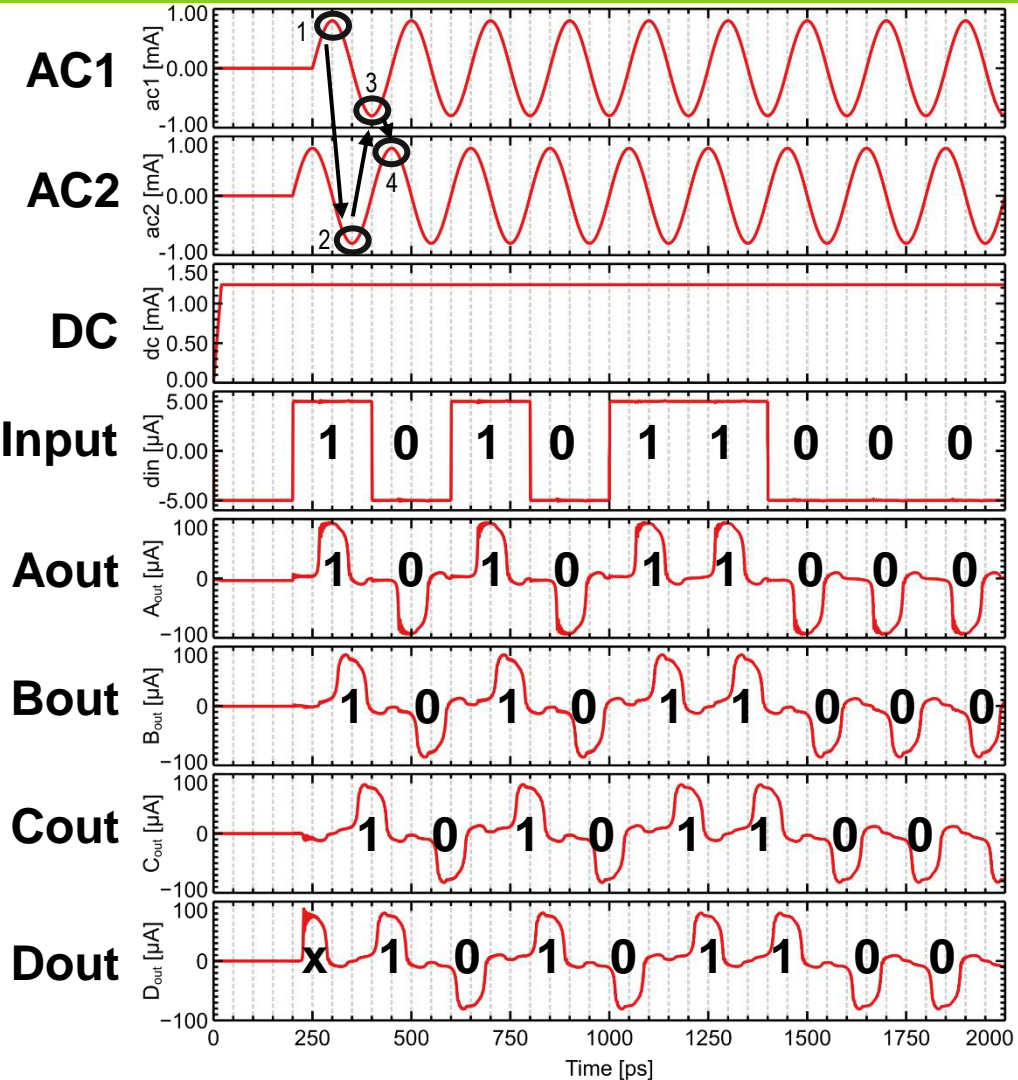 AC1
ac1 [mA]
1.00
0.00
-1.00
1
3
AC2
ac2 [mA]
1.00
0.00
-1.00
2
4
DC
dc [mA]
1.50
1.00
0.50
0.00
Input
din [µA]
5.00
0.00
-5.00
1 0 1 0 1 1 0 0 0
Aout
Aout [µA]
100
0
−100
1 0 1 0 1 1 0 0 0
Bout
Bout [µA]
100
0
−100
1 0 1 0 1 1 0 0 0
Cout
Cout [µA]
100
0
−100
1 0 1 0 1 1 0 0
Dout
Dout [µA]
100
0
−100
x 1 0 1 0 1 1 0 0
0 250 500 750 1000 1250 1500 1750 2000
Time [ps]